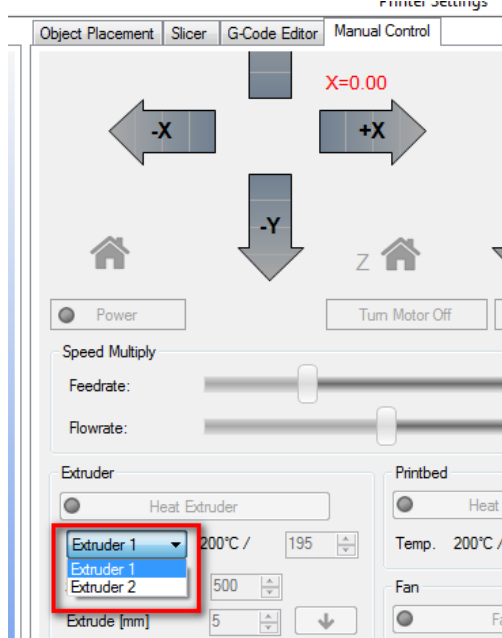 Printer Settings
Object Placement Slicer G-Code Editor Manual Control
X=0.00
-X +X
-Y
Z
Power Turn Motor Off
Speed Multiply
Feedrate:
Flowrate:
Extruder Printbed
Heat Extruder Heat
Extruder 1 200°C / 195 Temp. 200°C /
Extruder 1
Extruder 2 500 Fan
Extrude [mm] 5